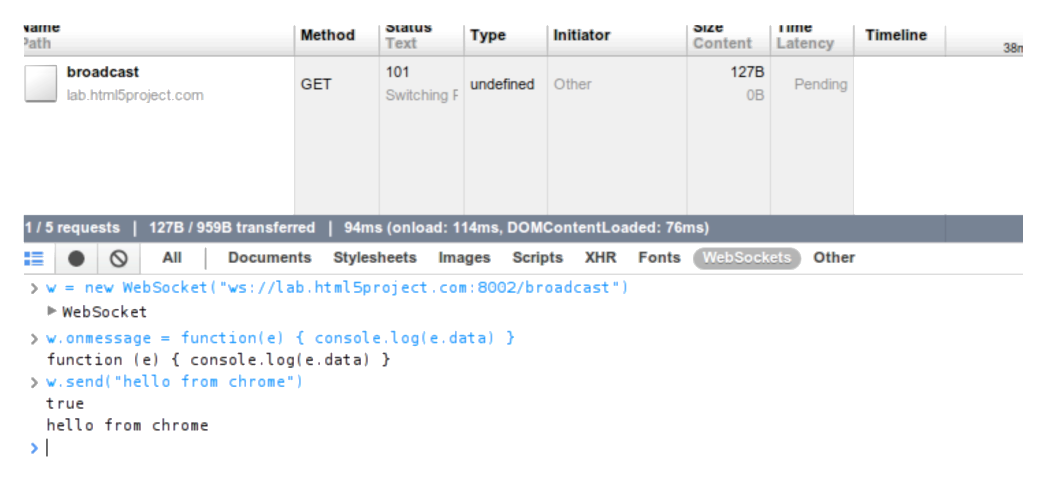 Name Method Status Type Initiator Size Time Timeline
Path Text Content Latency 38m
broadcast GET 101 undefined Other 127B Pending
lab.html5project.com Switching P 0B
1 / 5 requests | 127B / 959B transferred | 94ms (onload: 114ms, DOMContentLoaded: 76ms)
All | Documents Stylesheets Images Scripts XHR Fonts WebSockets Other
> w = new WebSocket("ws://lab.html5project.com:8002/broadcast")
▶ WebSocket
> w.onmessage = function(e) { console.log(e.data) }
function (e) { console.log(e.data) }
> w.send("hello from chrome")
true
hello from chrome
>